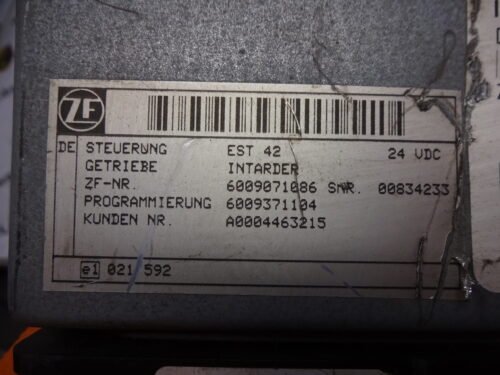 ZF
DE STEUERUNG EST 42 24 VDC
GETRIEBE INTARDER
ZF-NR. 6009071086 SNR. 00834233
PROGRAMMIERUNG 6009371104
KUNDEN NR. A0004463215
e1 021 592